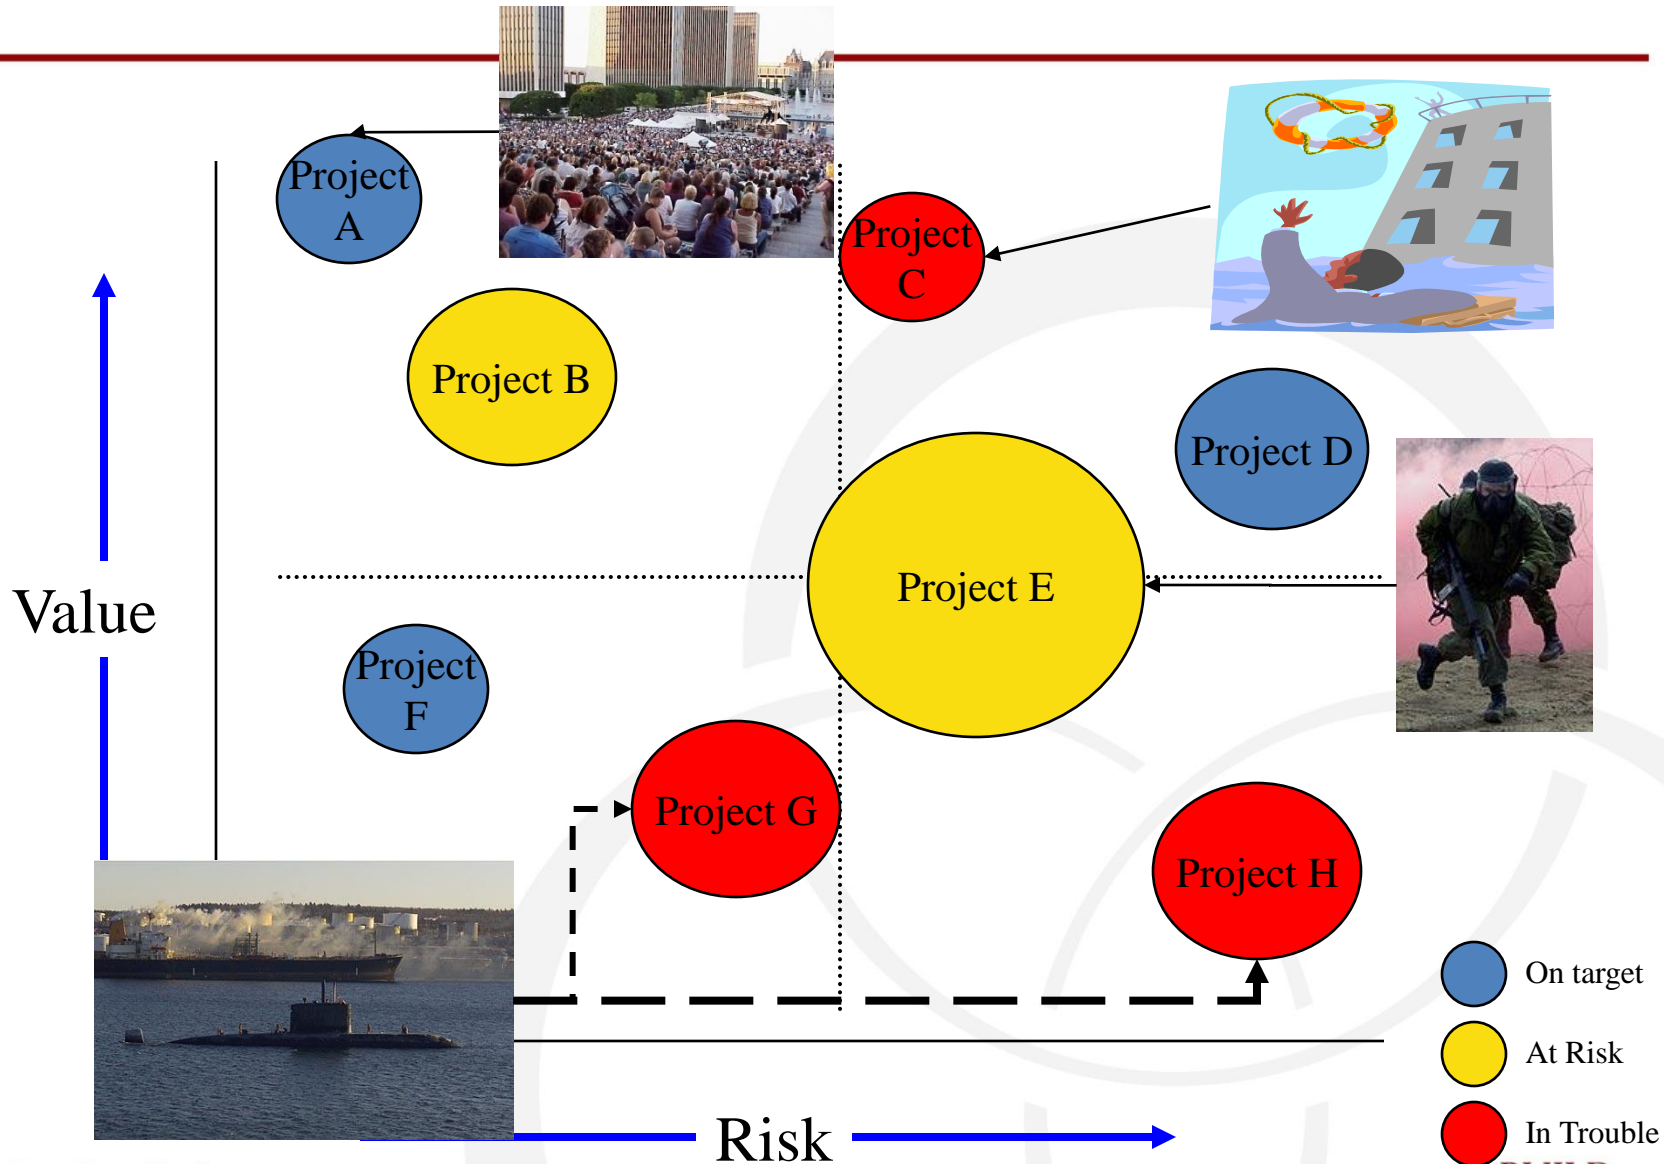 Project
A
Project
C
Project B
Project D
Project E
Value
Project
F
Project G
Project H
On target
At Risk
In Trouble
Risk